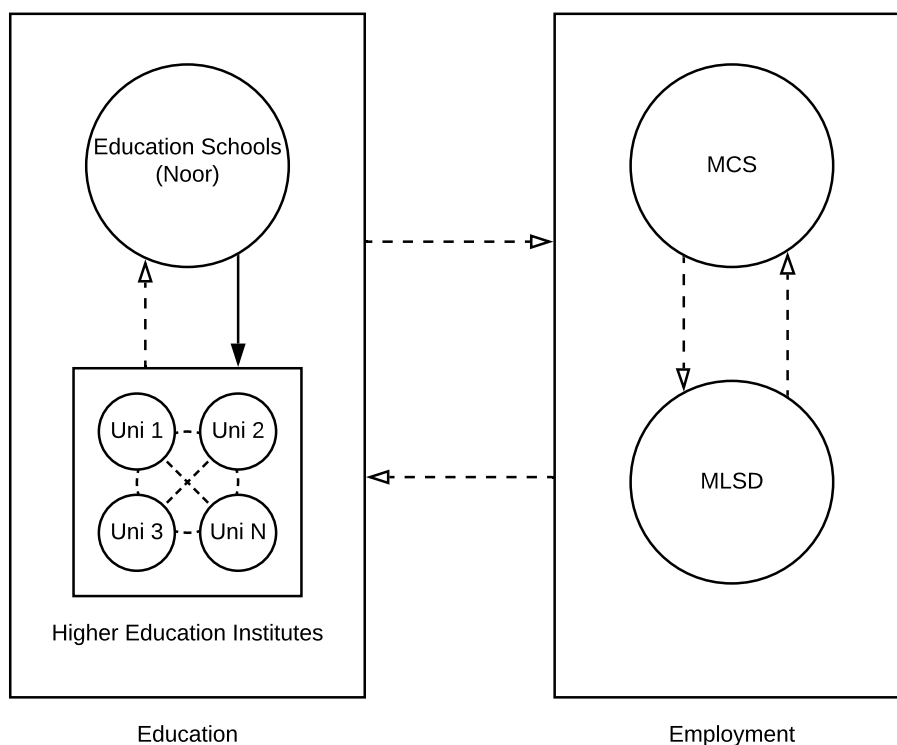 Education Schools
(Noor)
Uni 1
Uni 2
Uni 3
Uni N
Higher Education Institutes
Education
MCS
MLSD
Employment